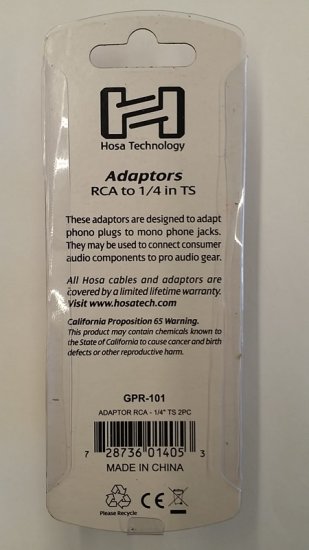 Hosa Technology
Adaptors
RCA to 1/4 in TS
These adaptors are designed to adapt
phono plugs to mono phone jacks.
They may be used to connect consumer
audio components to pro audio gear.
All Hosa cables and adaptors are
covered by a limited lifetime warranty.
Visit www.hosatech.com
California Proposition 65 Warning.
This product may contain chemicals known to
the State of California to cause cancer and birth
defects or other reproductive harm.
GPR-101
ADAPTOR RCA - 1/4" TS 2PC
7 28736 01405 3
MADE IN CHINA
Please Recycle
CE